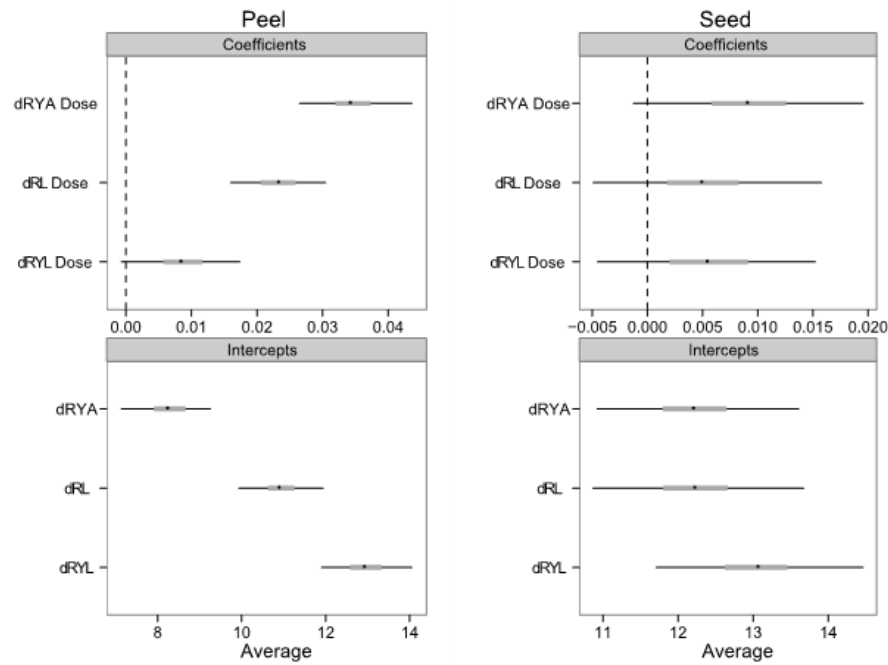 Peel
Coefficients
dRYA Dose
dRL Dose
dRYL Dose
0.00 0.01 0.02 0.03 0.04
Intercepts
dRYA
dRL
dRYL
8 10 12 14
Average
Seed
Coefficients
dRYA Dose
dRL Dose
dRYL Dose
−0.005 0.000 0.005 0.010 0.015 0.020
Intercepts
dRYA
dRL
dRYL
11 12 13 14
Average